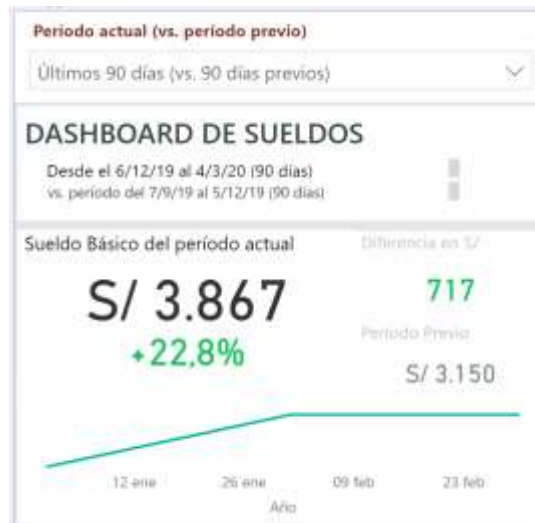 Periodo actual (vs. período previo)
Últimos 90 días (vs. 90 días previos)
DASHBOARD DE SUELDOS
Desde el 6/12/19 al 4/3/20 (90 días)
vs. período del 7/9/19 al 5/12/19 (90 días)
Sueldo Básico del período actual
Diferencia en S/
S/ 3.867
717
+22,8%
Periodo Previo
S/ 3.150
12 ene 26 ene 09 feb 23 feb
Año